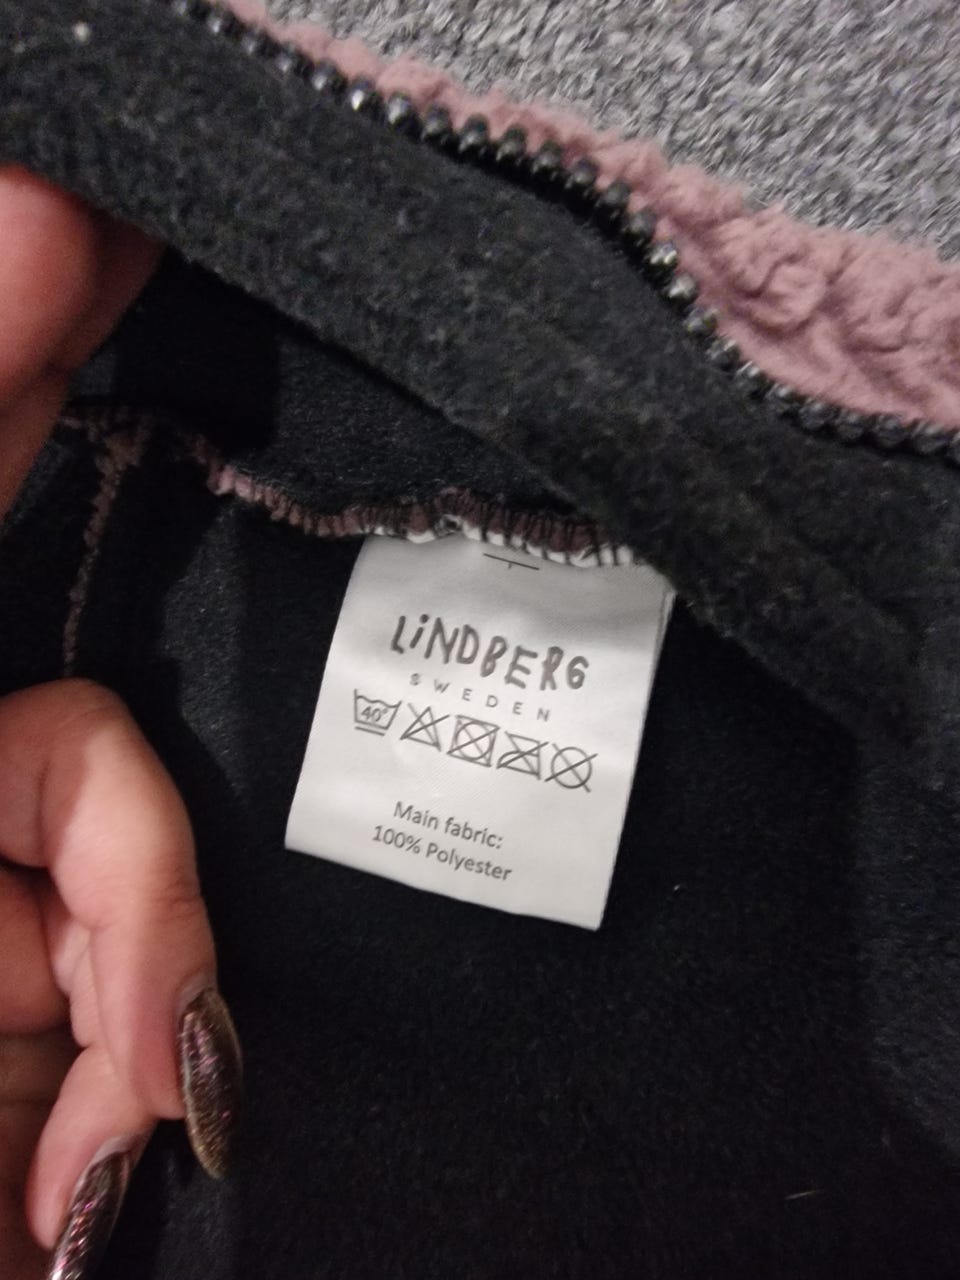 LiNDBERG
SWEDEN
40°
Main fabric:
100% Polyester